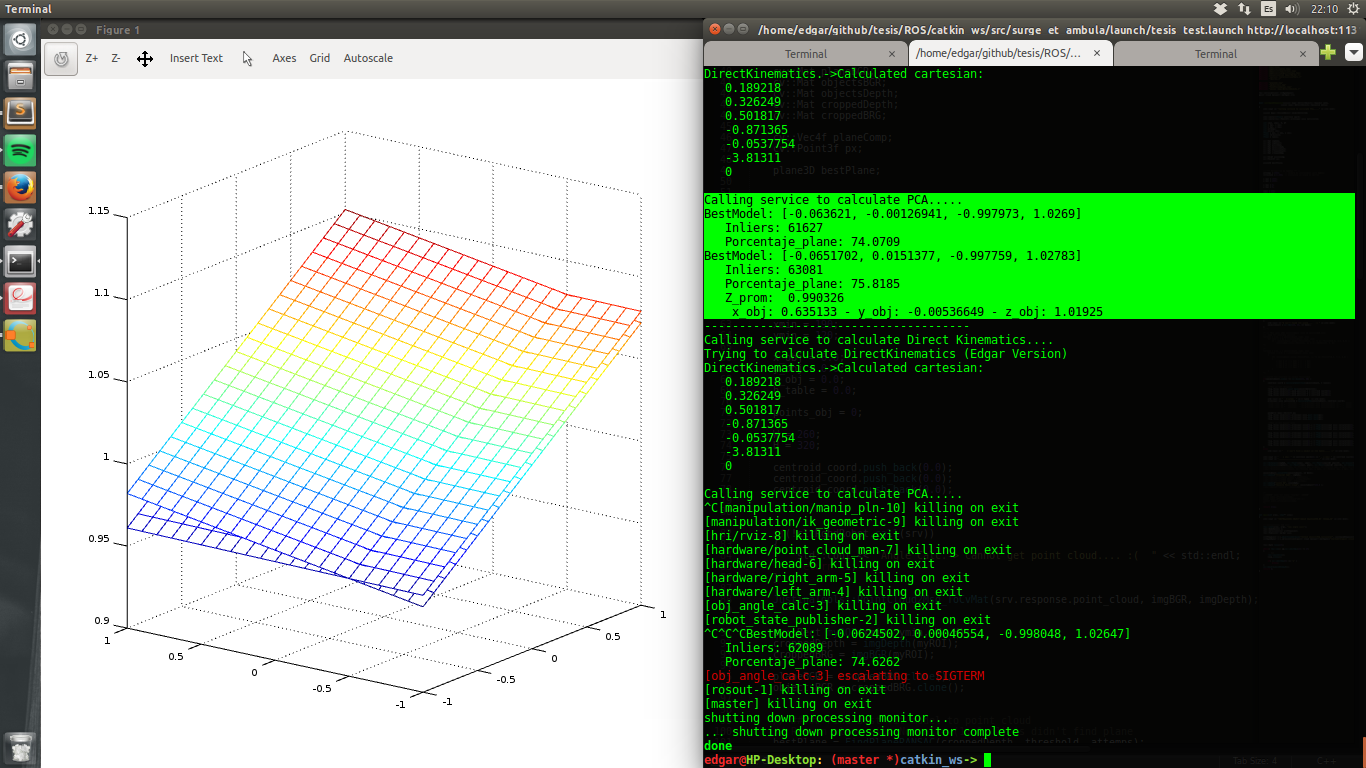 Terminal
Es
22:10
Figure 1
Z+ Z- Insert Text Axes Grid Autoscale
1.15
1.1
1.05
1
0.95
0.9
1
0.5
0
-0.5
-1
-1
-0.5
0
0.5
1
/home/edgar/github/tesis/ROS/catkin_ws/src/surge_et_ambula/launch/tesis_test.launch http://localhost:113
Terminal
/home/edgar/github/tesis/ROS/...
Terminal
DirectKinematics.->Calculated cartesian:
0.189218
0.326249
0.501817
-0.871365
-0.0537754
-3.81311
0
Calling service to calculate PCA.....
BestModel: [-0.063621, -0.00126941, -0.997973, 1.0269]
Inliers: 61627
Porcentaje_plane: 74.0709
BestModel: [-0.0651702, 0.0151377, -0.997759, 1.02783]
Inliers: 63081
Porcentaje_plane: 75.8185
Z_prom:  0.990326
x_obj: 0.635133 - y_obj: -0.00536649 - z_obj: 1.01925
--------------------------------------
Calling service to calculate Direct Kinematics....
Trying to calculate DirectKinematics (Edgar Version)
DirectKinematics.->Calculated cartesian:
0.189218
0.326249
0.501817
-0.871365
-0.0537754
-3.81311
0
Calling service to calculate PCA.....
^C[manipulation/manip_pln-10] killing on exit
[manipulation/ik_geometric-9] killing on exit
[hri/rviz-8] killing on exit
[hardware/point_cloud_man-7] killing on exit
[hardware/head-6] killing on exit
[hardware/right_arm-5] killing on exit
[hardware/left_arm-4] killing on exit
[obj_angle_calc-3] killing on exit
[robot_state_publisher-2] killing on exit
^C^C^CBestModel: [-0.0624502, 0.00046554, -0.998048, 1.02647]
Inliers: 62089
Porcentaje_plane: 74.6262
[obj_angle_calc-3] escalating to SIGTERM
[rosout-1] killing on exit
[master] killing on exit
shutting down processing monitor...
... shutting down processing monitor complete
done
edgar@HP-Desktop: (master *)catkin_ws->